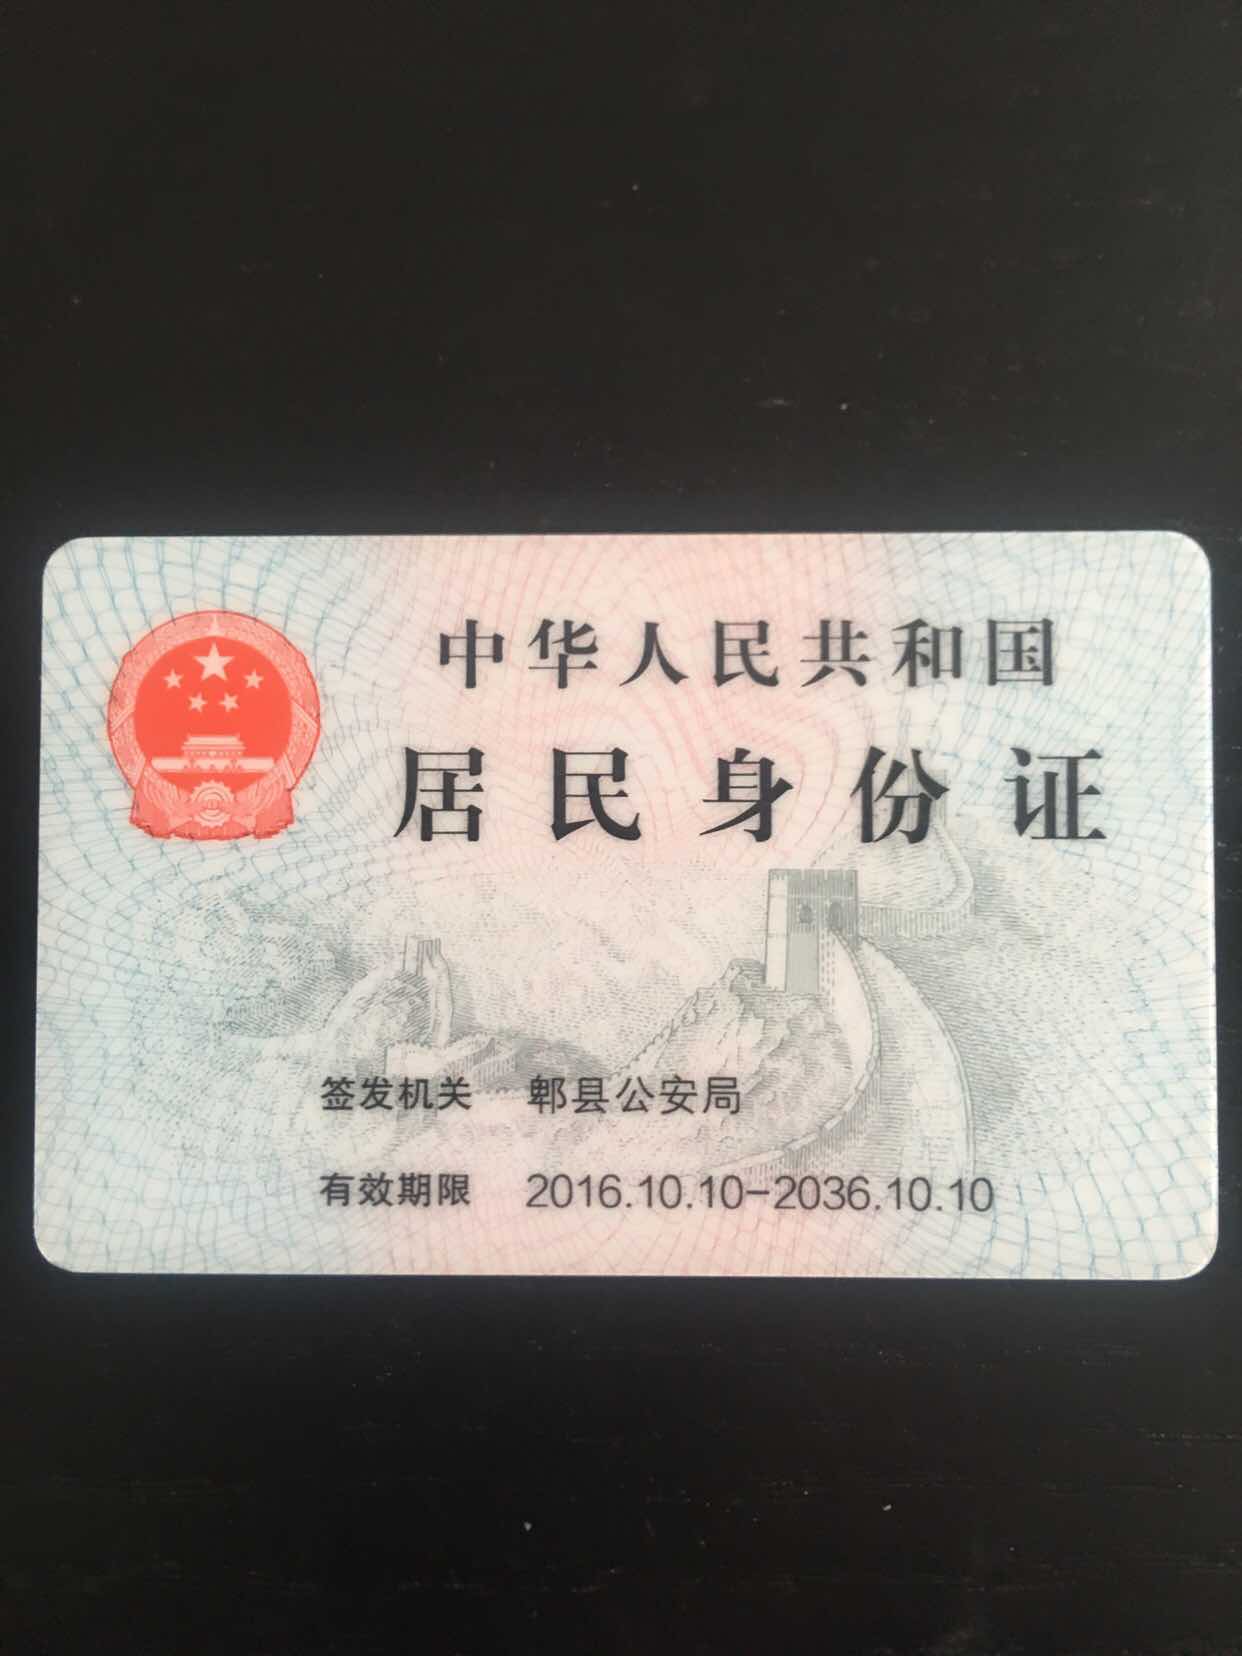 中华人民共和国
居民身份证
签发机关 郫县公安局
有效期限 2016.10.10-2036.10.10